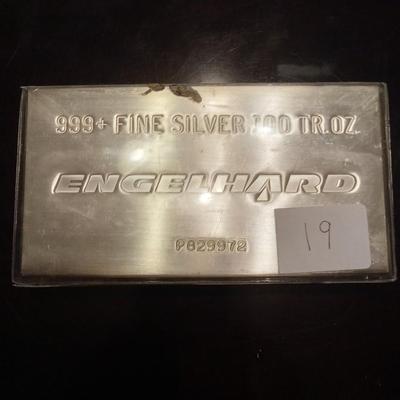 999+ FINE SILVER 100 TR.OZ.
ENGELHARD
P829972
19